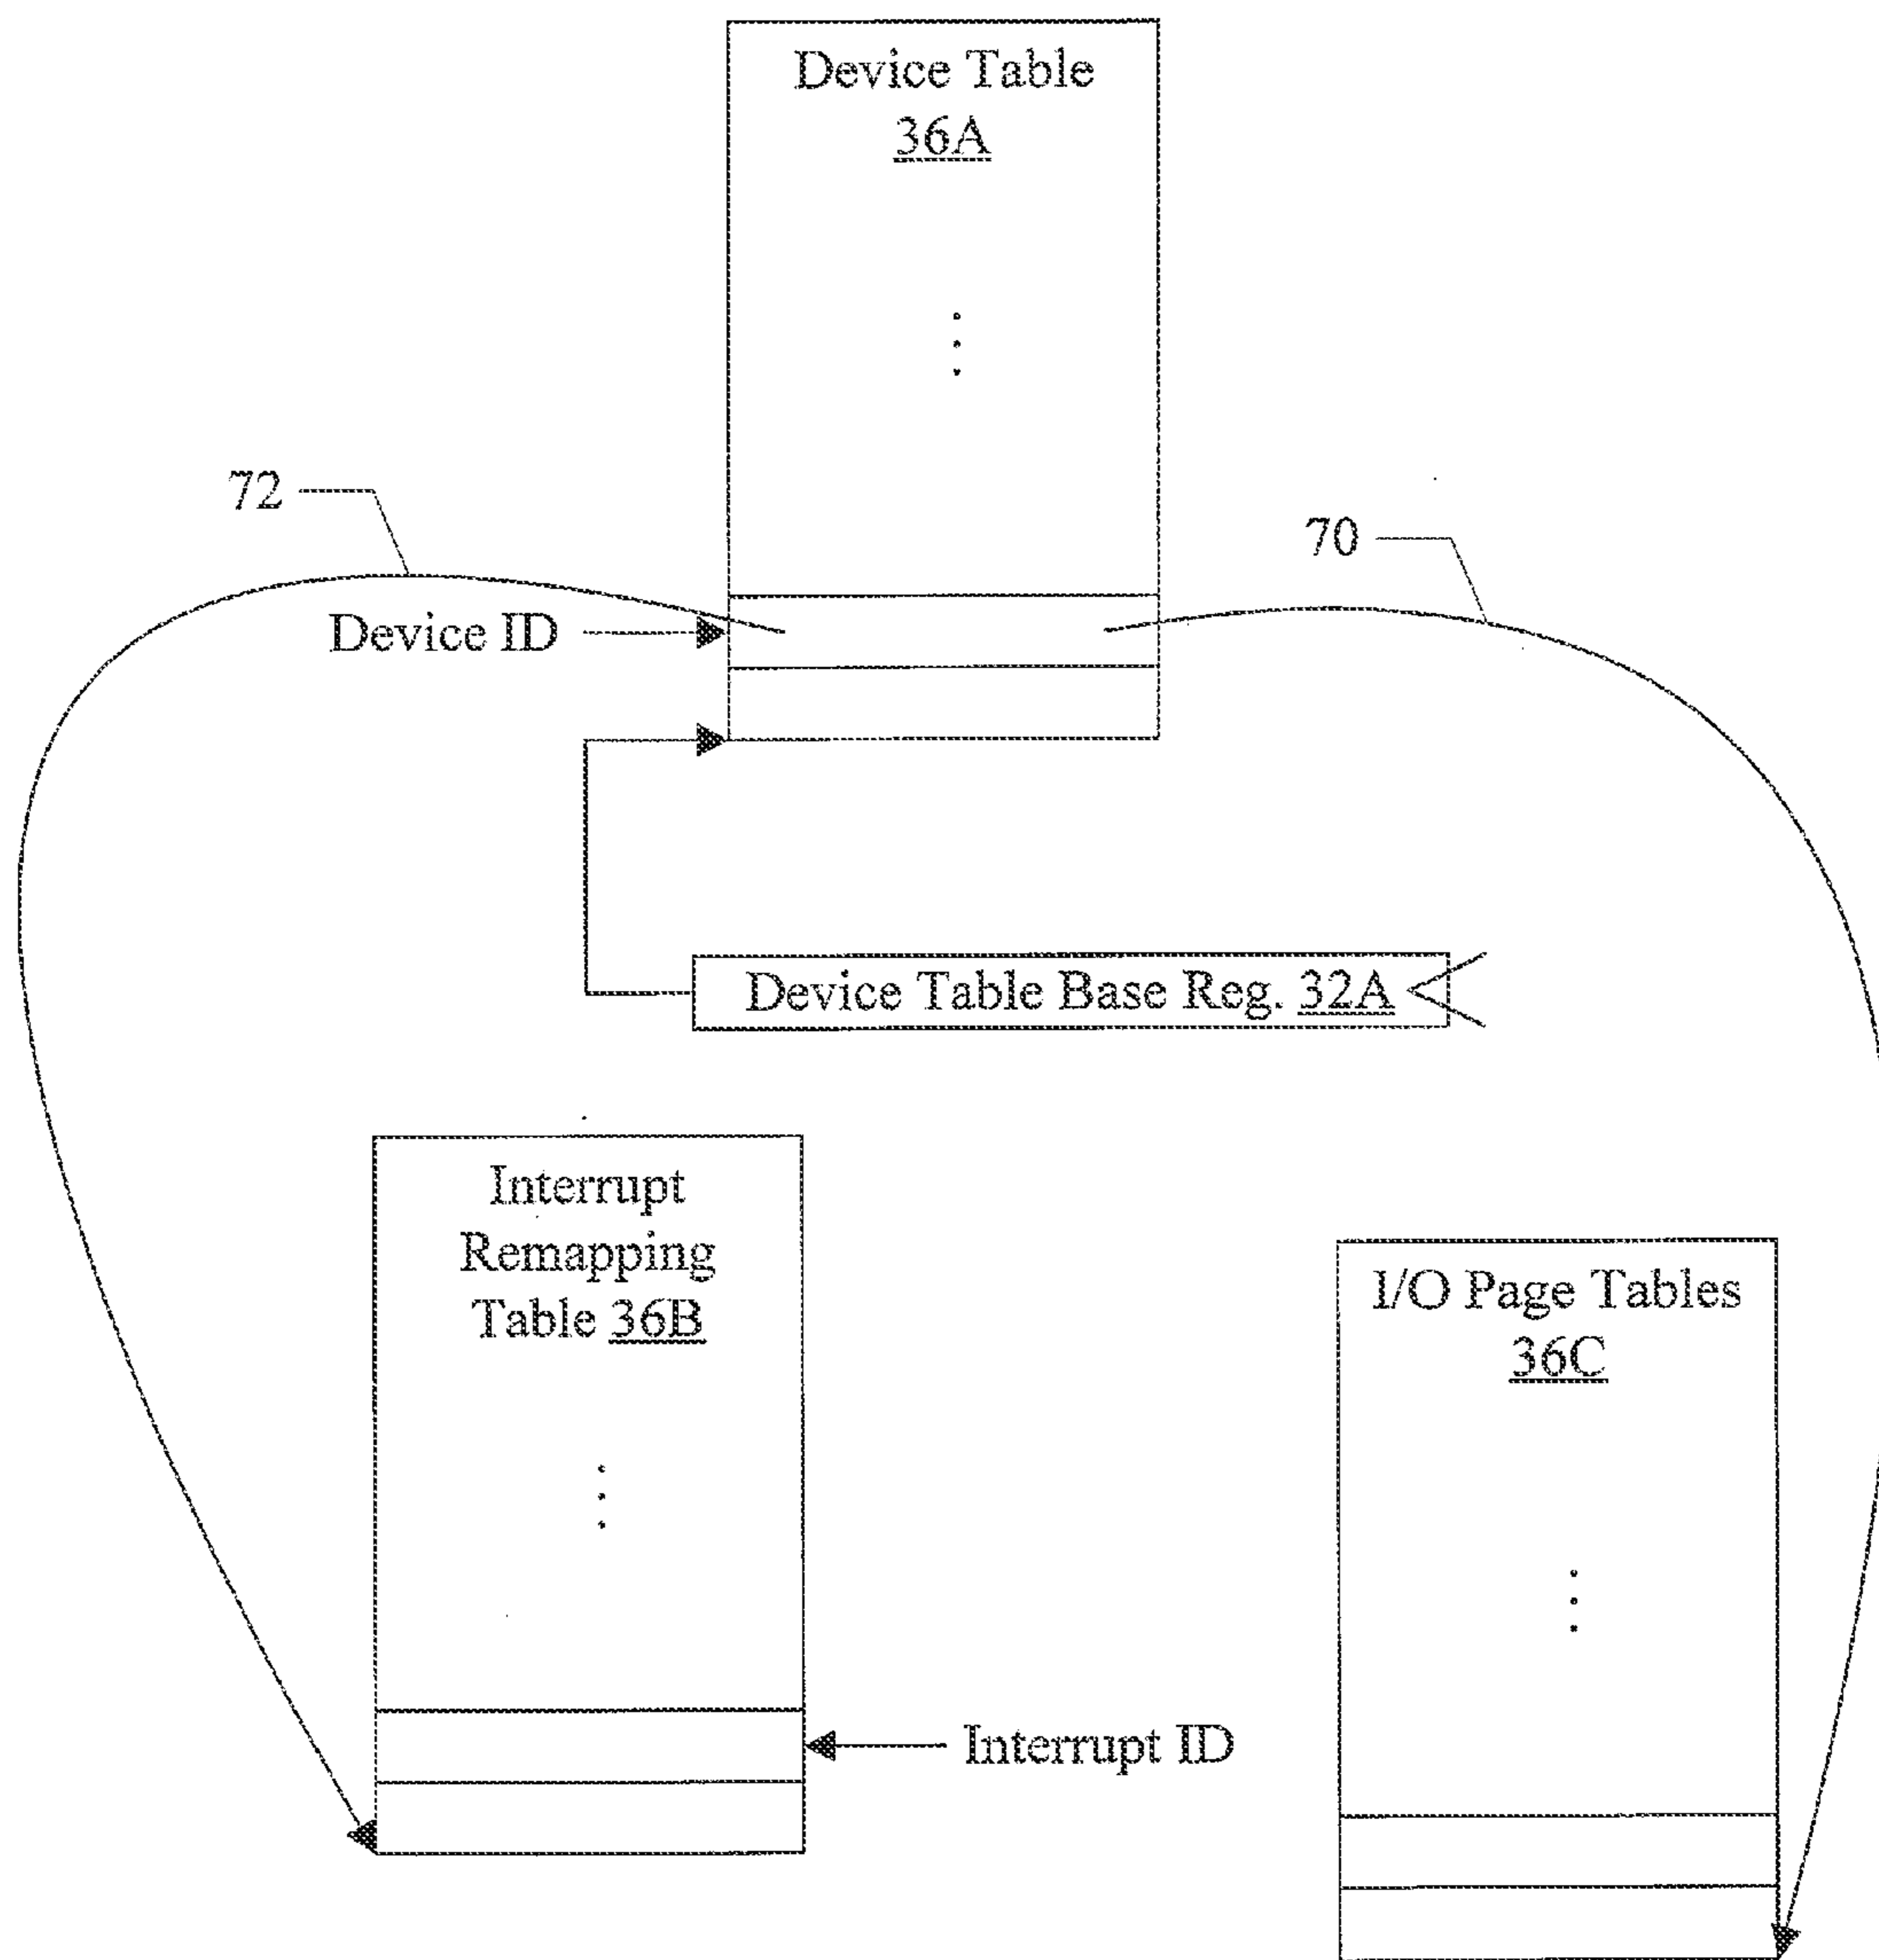 Device Table
36A
72
70
Device ID
Device Table Base Reg. 32A
Interrupt
Remapping
Table 36B
I/O Page Tables
36C
Interrupt ID